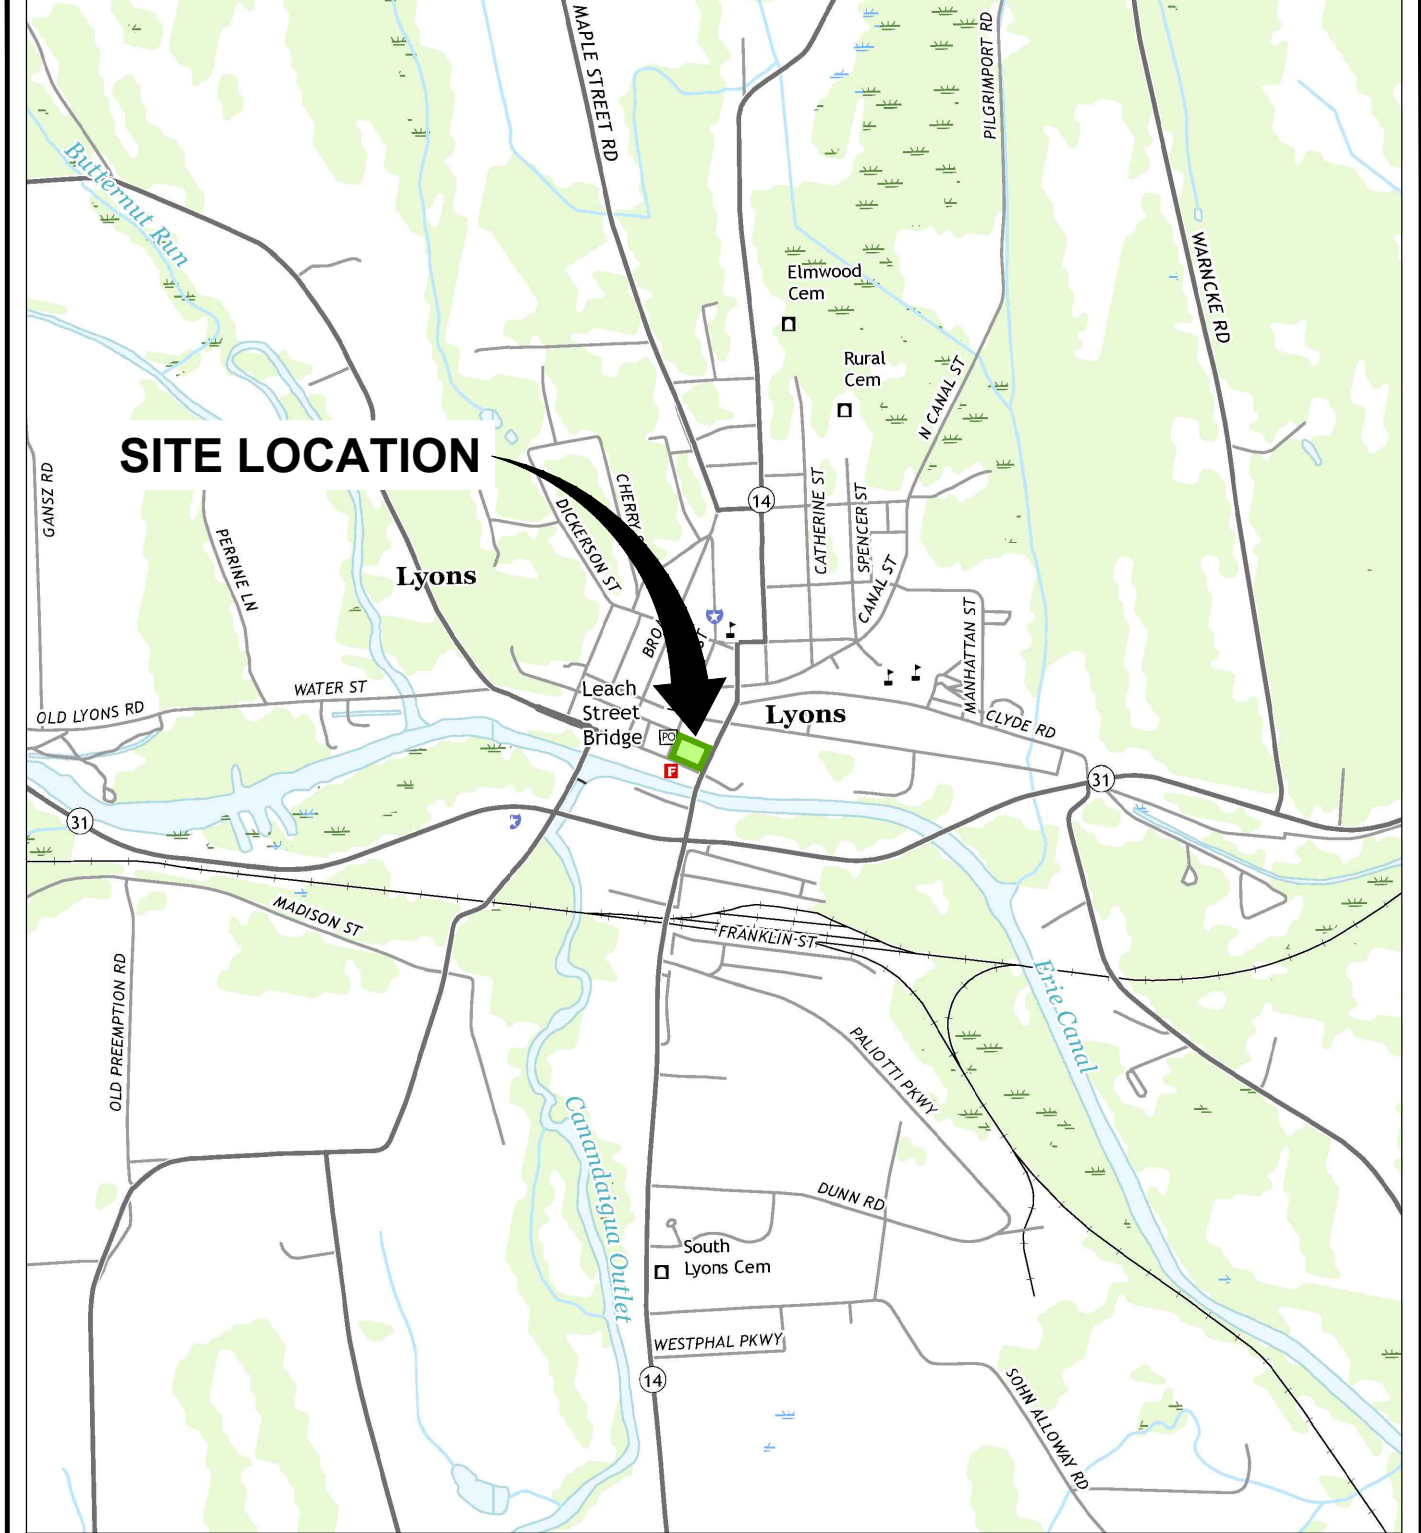 MAPLE STREET RD
PILGRIMPORT RD
Butternut Run
WARNCKE RD
Elmwood
Cem
Rural
Cem
N CANAL ST
SITE LOCATION
GANSZ RD
CHERRY
DICKERSON ST
14
CATHERINE ST
SPENCER ST
PERRINE LN
Lyons
CANAL ST
MANHATTAN ST
BRO
ST
WATER ST
OLD LYONS RD
Leach
Street
Bridge
PO
F
Lyons
CLYDE RD
31
31
MADISON ST
FRANKLIN ST
OLD PREEMPTION RD
Erie Canal
PALIOTTI PKWY
Canandaigua Outlet
DUNN RD
South
Lyons Cem
WESTPHAL PKWY
14
SOHN ALLOWAY RD